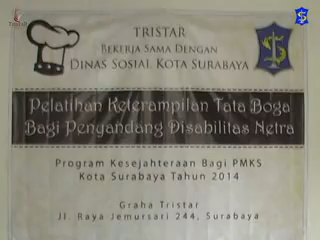 TRISTAR
BEKERJA SAMA DENGAN
DINAS SOSIAL KOTA SURABAYA
Pelatihan Keterampilan Tata Boga
Bagi Pengandang Disabilitas Netra
Program Kesejahteraan Bagi PMKS
Kota Surabaya Tahun 2014
Graha Tristar
Jl. Raya Jemursari 244, Surabaya